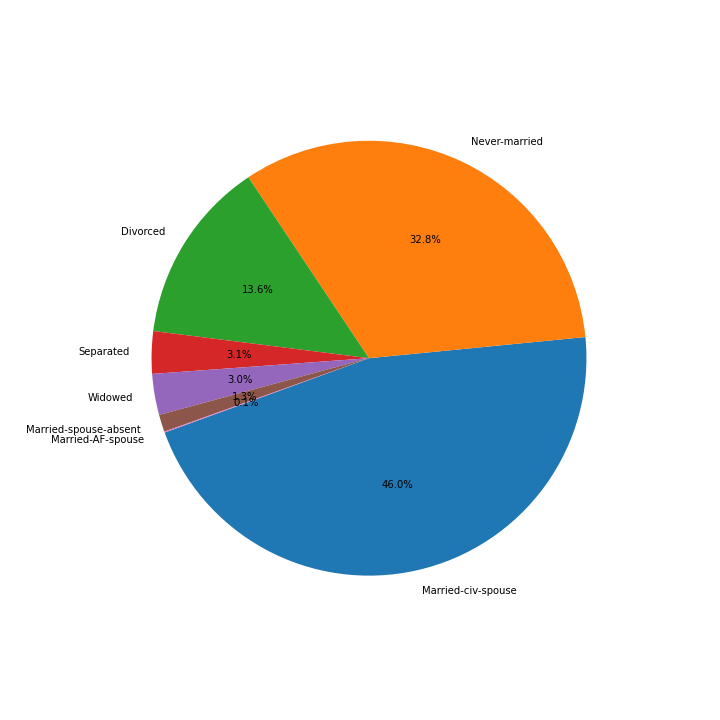 Never-married
32.8%
Divorced
13.6%
Separated
3.1%
Widowed
3.0%
1.3%
0.1%
Married-spouse-absent
Married-AF-spouse
46.0%
Married-civ-spouse